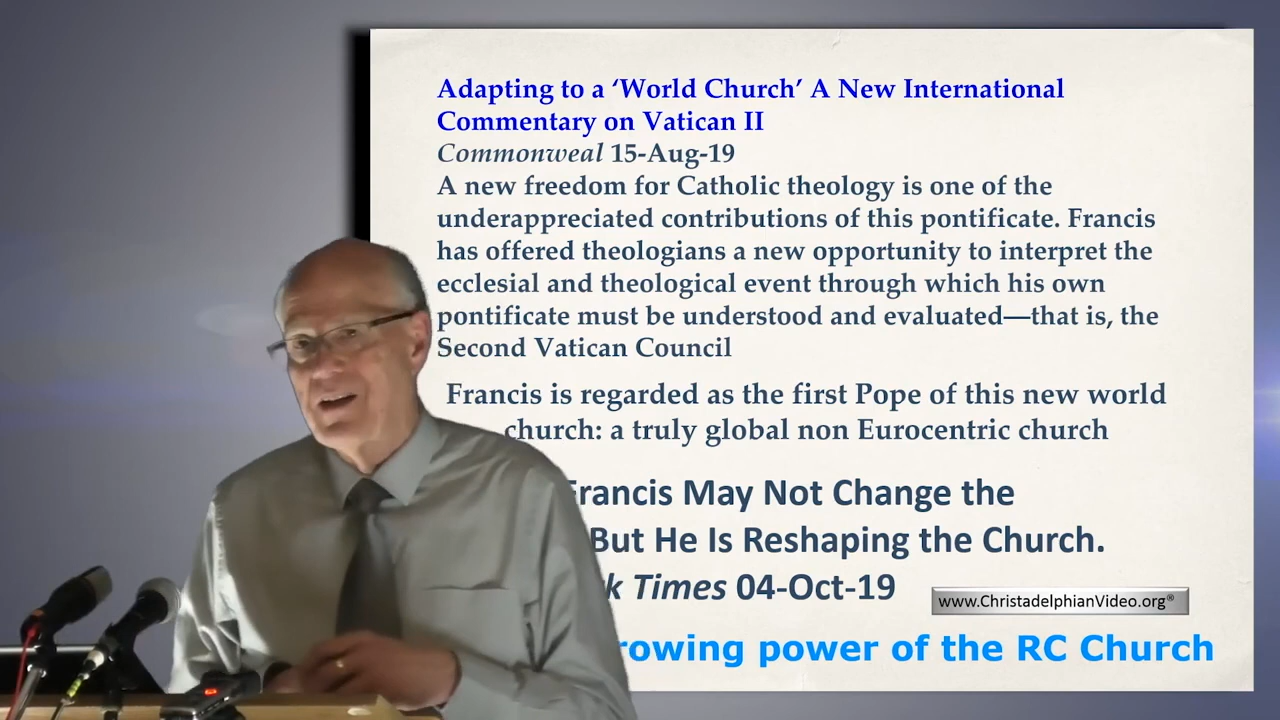 Adapting to a ‘World Church’ A New International
Commentary on Vatican II
Commonweal 15-Aug-19
A new freedom for Catholic theology is one of the
underappreciated contributions of this pontificate. Francis
has offered theologians a new opportunity to interpret the
ecclesial and theological event through which his own
pontificate must be understood and evaluated—that is, the
Second Vatican Council
Francis is regarded as the first Pope of this new world
church: a truly global non Eurocentric church
Francis May Not Change the
But He Is Reshaping the Church.
Times 04-Oct-19
www.ChristadelphianVideo.org®
power of the RC Church